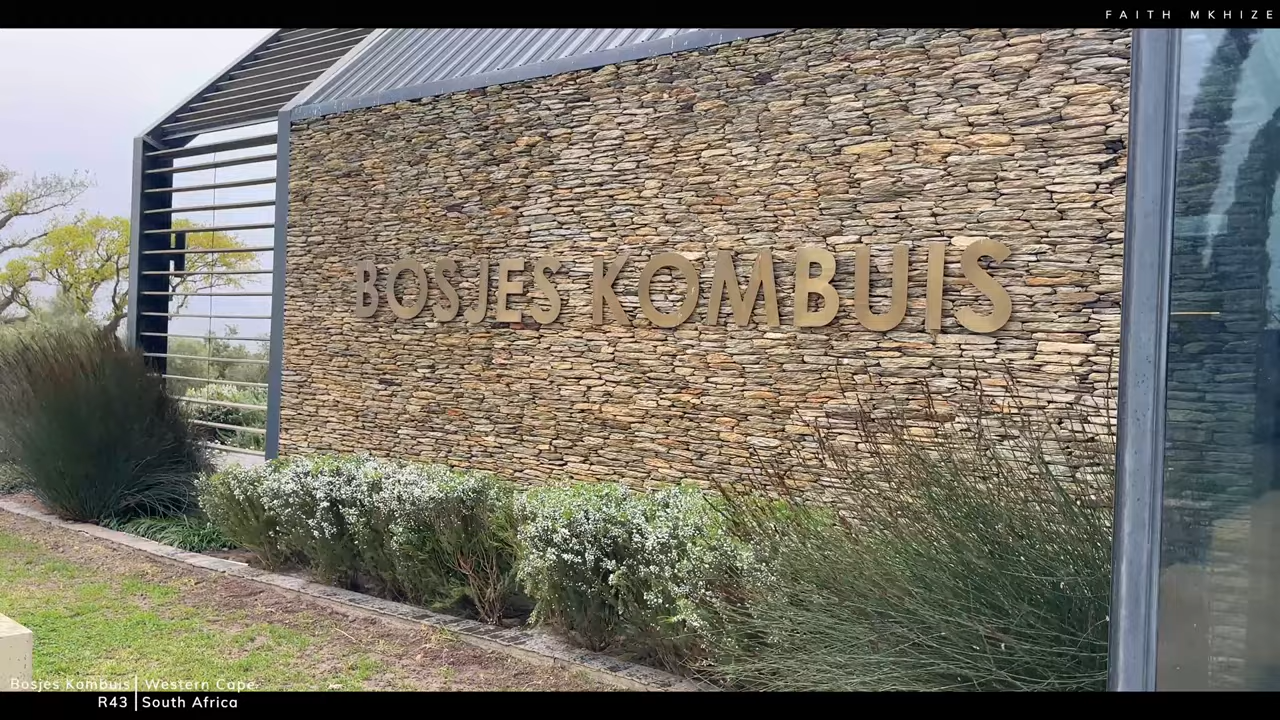 FAITH MKHIZE
BOSJES KOMBUIS
Bosjes Kombuis | Western Cape
R43 | South Africa